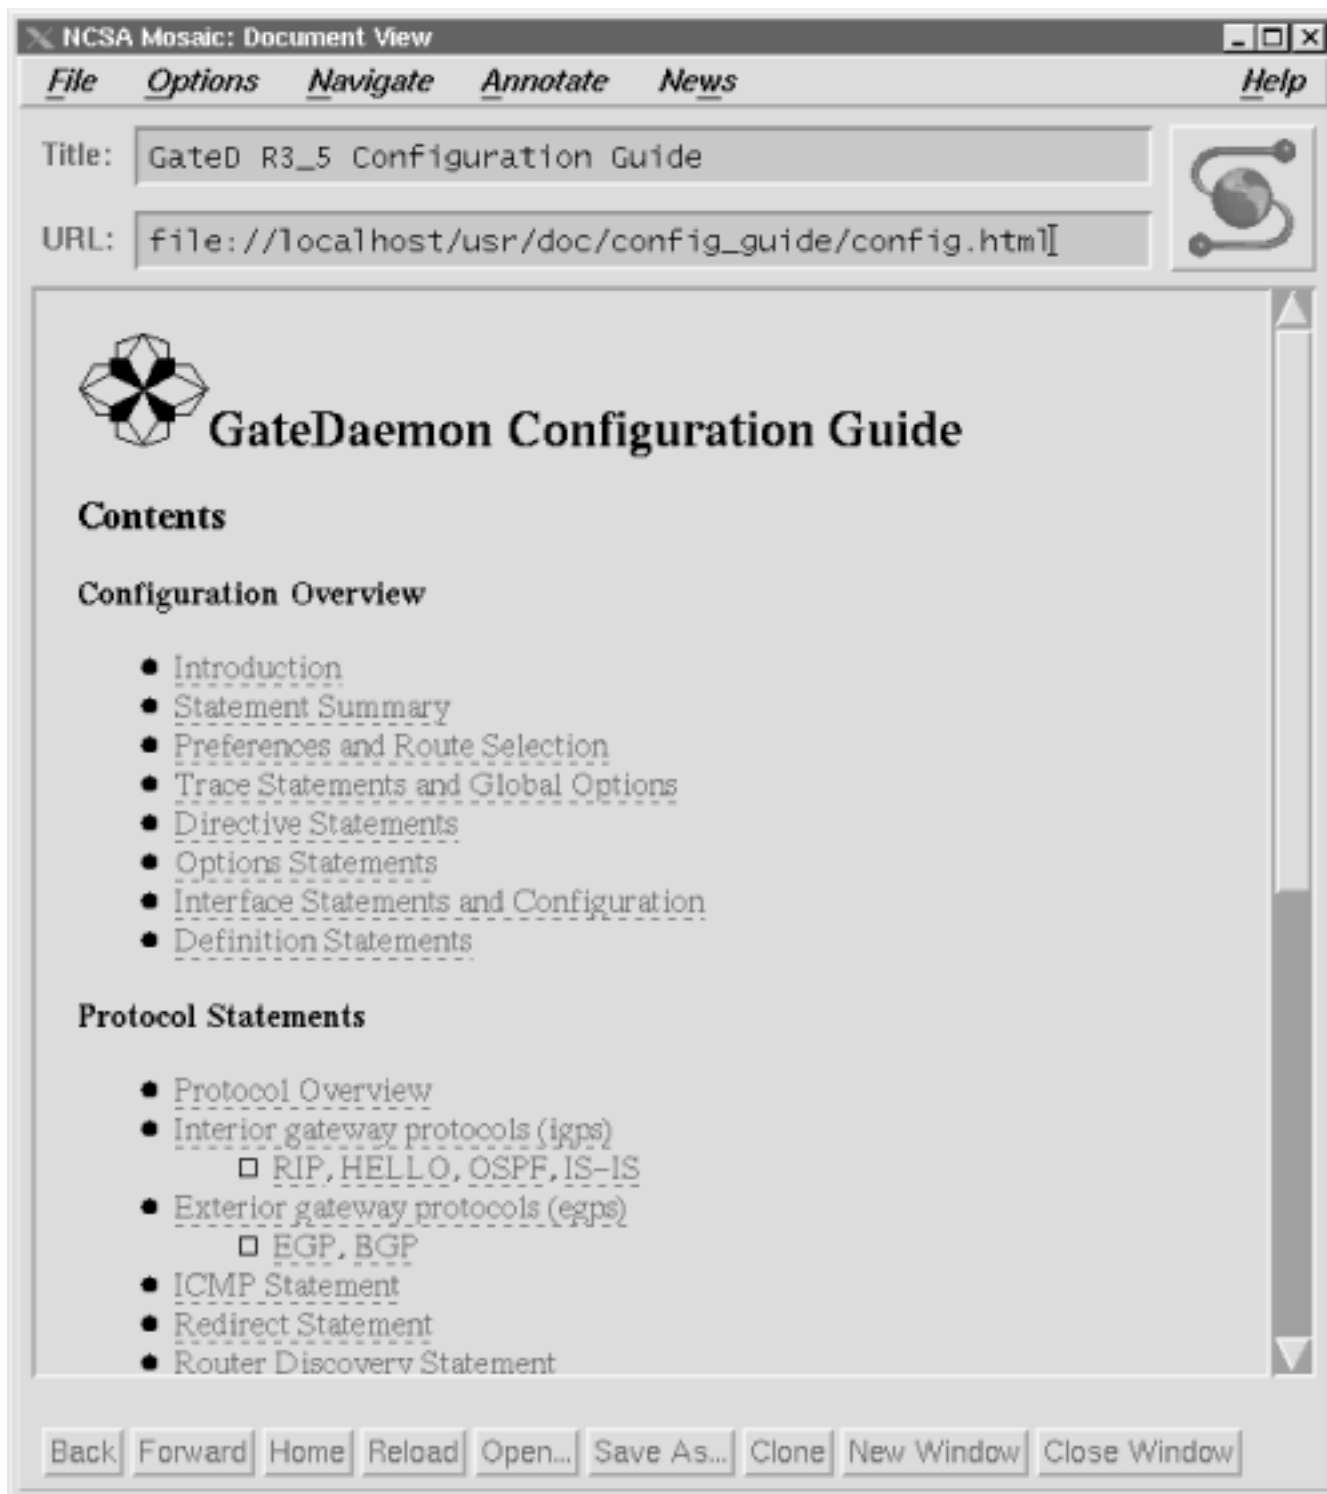 NCSA Mosaic: Document View
File Options Navigate Annotate News Help
Title: GateD R3_5 Configuration Guide
URL: file://localhost/usr/doc/config_guide/config.html
GateDaemon Configuration Guide
Contents
Configuration Overview
Introduction
Statement Summary
Preferences and Route Selection
Trace Statements and Global Options
Directive Statements
Options Statements
Interface Statements and Configuration
Definition Statements
Protocol Statements
Protocol Overview
Interior gateway protocols (igps)
RIP, HELLO, OSPF, IS-IS
Exterior gateway protocols (egps)
EGP, BGP
ICMP Statement
Redirect Statement
Router Discovery Statement
Back Forward Home Reload Open... Save As... Clone New Window Close Window